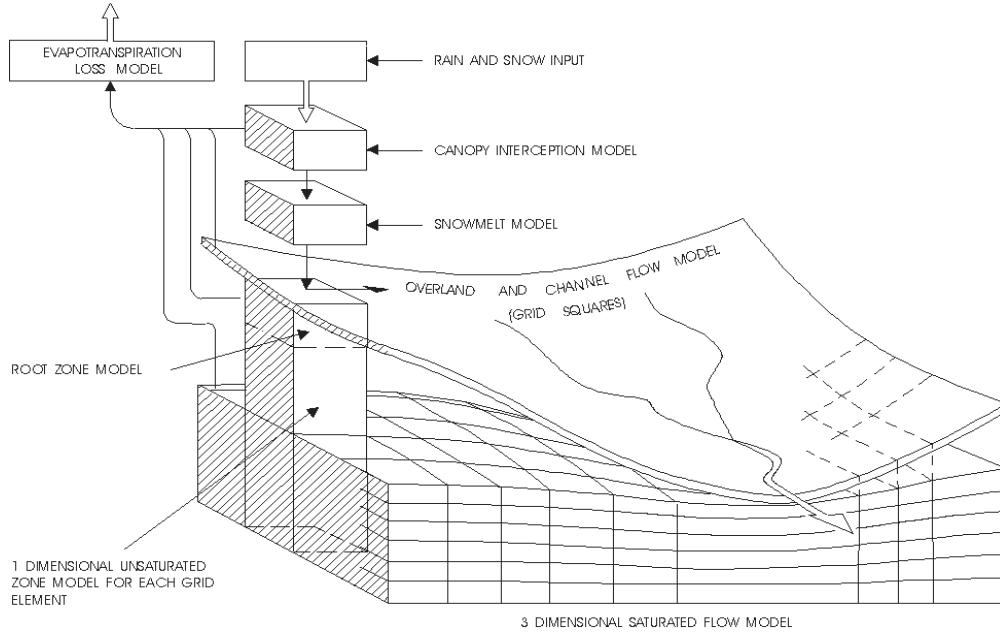 EVAPOTRANSPIRATION
LOSS MODEL
RAIN AND SNOW INPUT
CANOPY INTERCEPTION MODEL
SNOWMELT MODEL
OVERLAND AND CHANNEL FLOW MODEL
(GRID SQUARES)
ROOT ZONE MODEL
1 DIMENSIONAL UNSATURATED
ZONE MODEL FOR EACH GRID
ELEMENT
3 DIMENSIONAL SATURATED FLOW MODEL